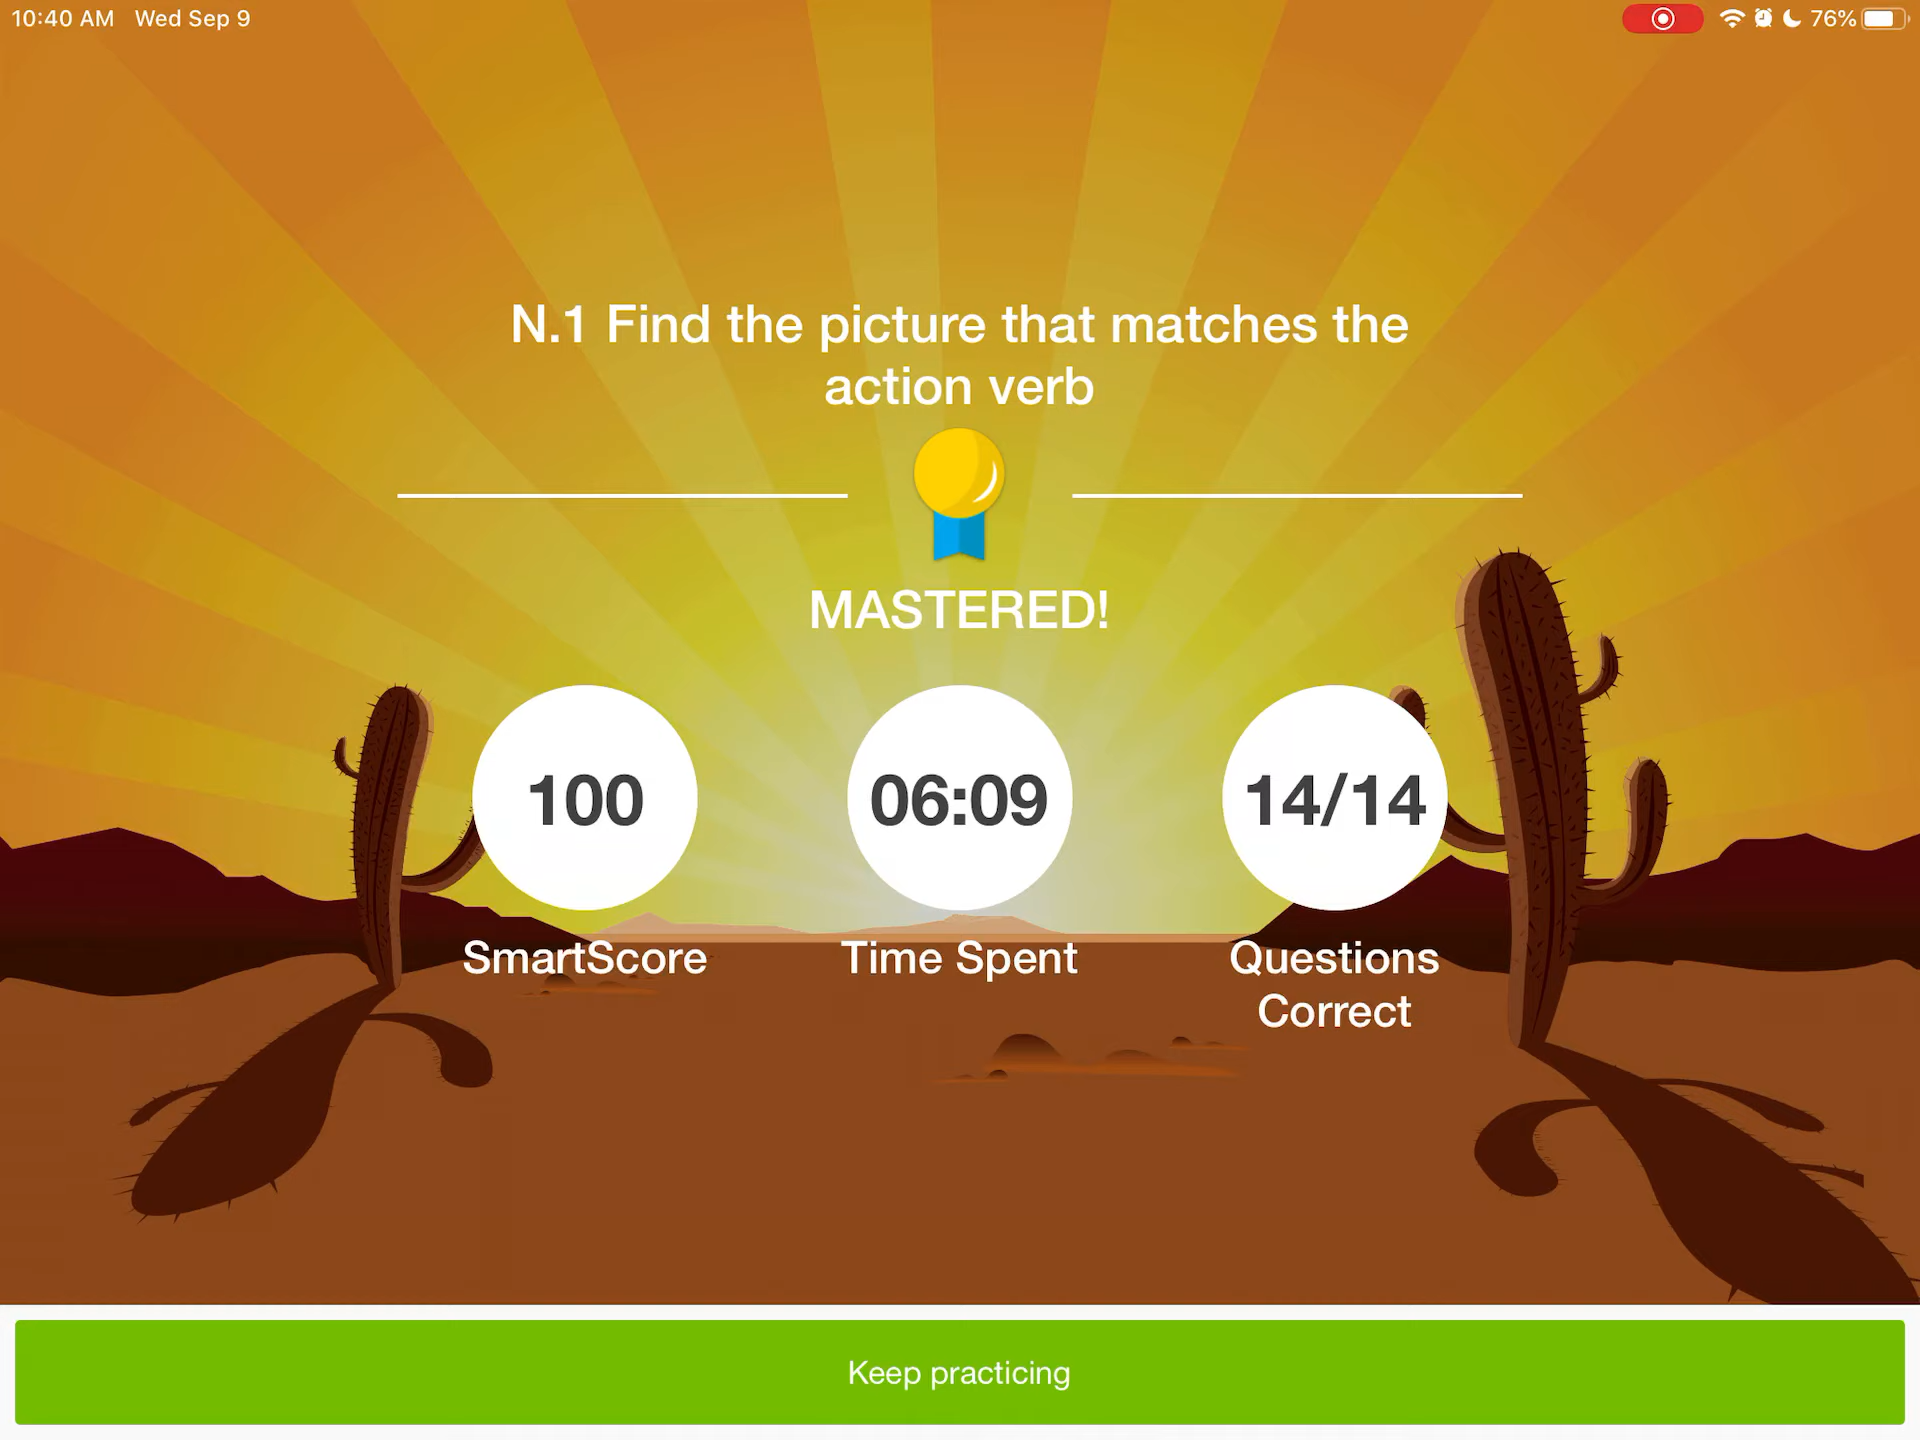 10:40 AM Wed Sep 9
76%
N.1 Find the picture that matches the
action verb
MASTERED!
100
06:09
14/14
SmartScore
Time Spent
Questions
Correct
Keep practicing